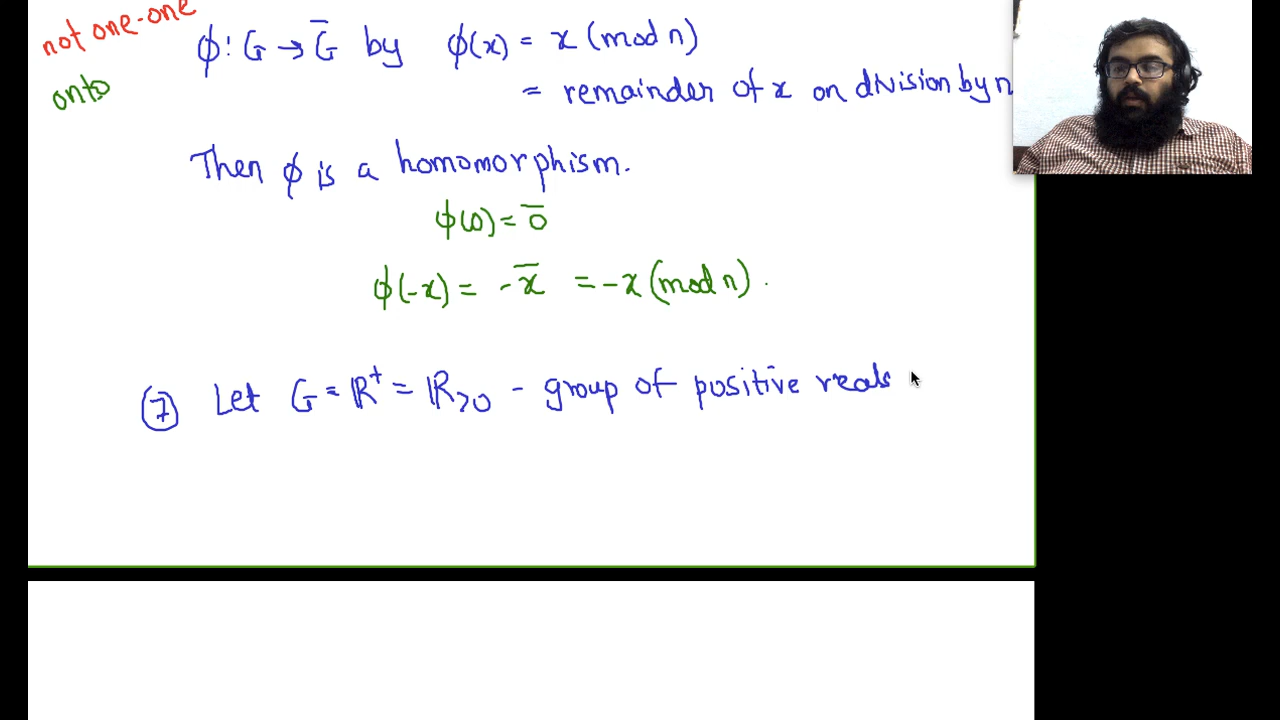 not one-one
ϕ: G → G̅ by ϕ(x) = x (mod n)
onto
= remainder of x on division by n
Then ϕ is a homomorphism.
ϕ(0) = 0̅
ϕ(-x) = -x̅ = -x (mod n).
⑦ Let G = ℝ⁺ = ℝ>0 - group of positive reals